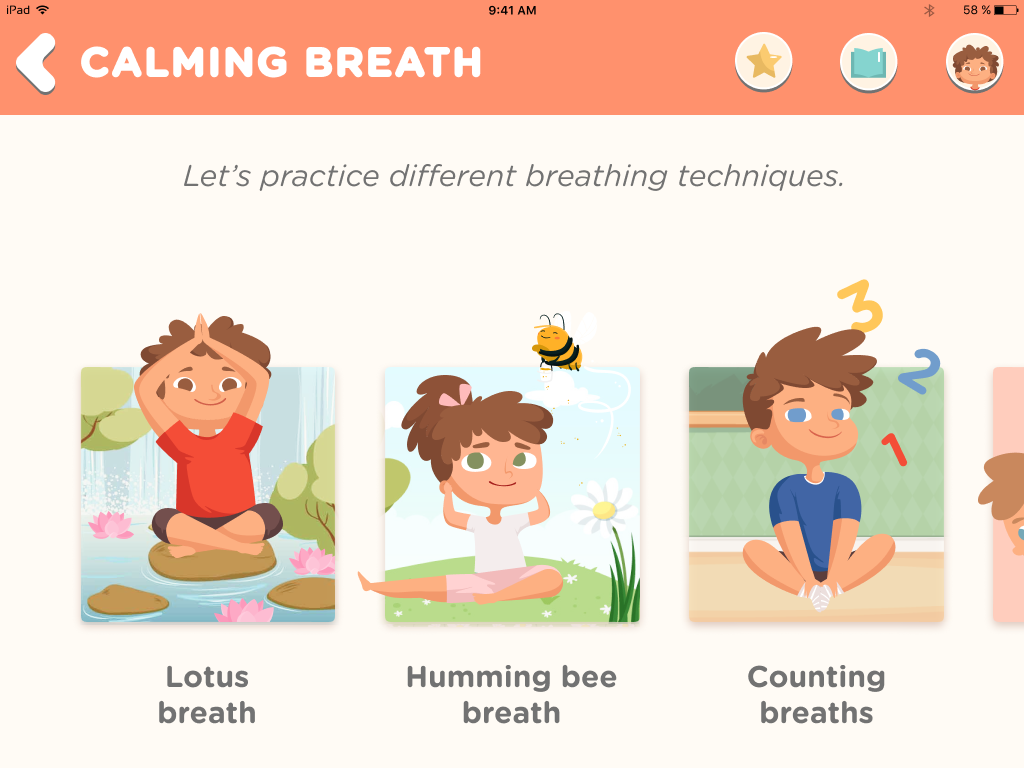 iPad
9:41 AM
58 %
CALMING BREATH
Let’s practice different breathing techniques.
3
2
1
Lotus
breath
Humming bee
breath
Counting
breaths